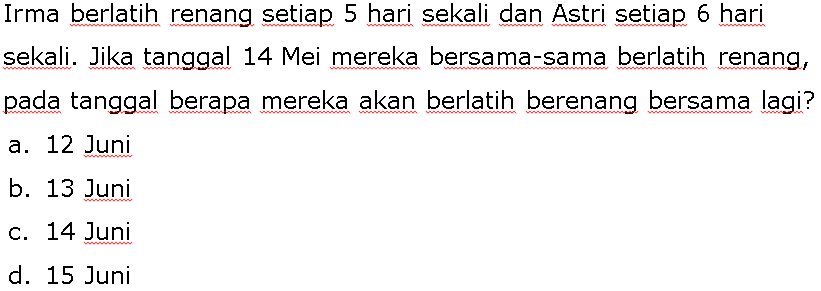 Irma berlatih renang setiap 5 hari sekali dan Astri setiap 6 hari
sekali. Jika tanggal 14 Mei mereka bersama-sama berlatih renang,
pada tanggal berapa mereka akan berlatih berenang bersama lagi?
a. 12 Juni
b. 13 Juni
c. 14 Juni
d. 15 Juni